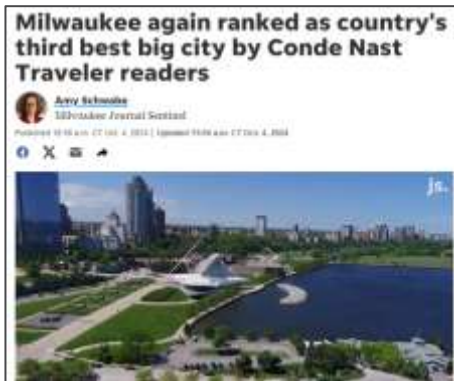 Milwaukee again ranked as country's
third best big city by Conde Nast
Traveler readers
Amy Schwabe
Milwaukee Journal Sentinel
js.